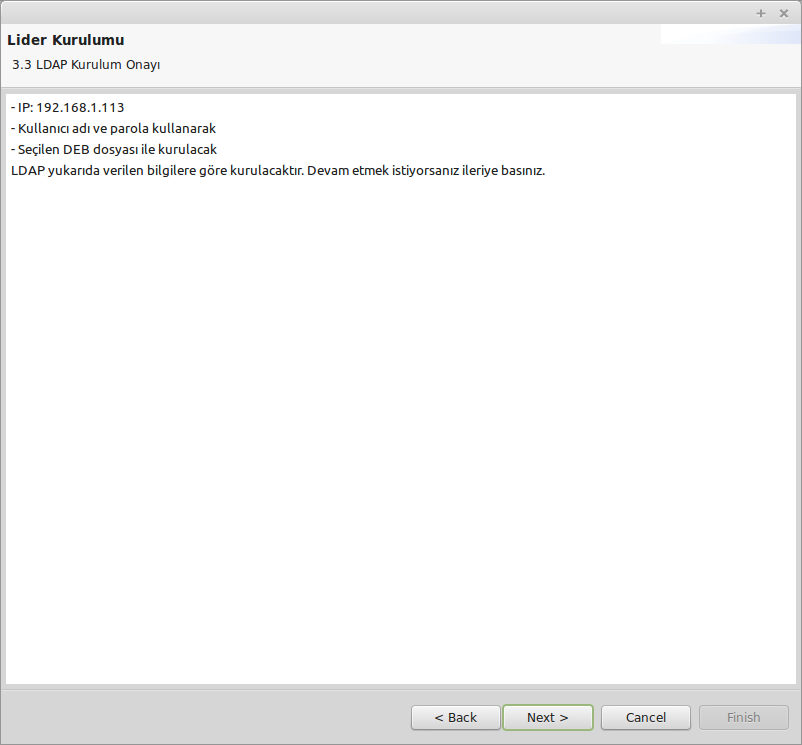 Lider Kurulumu
3.3 LDAP Kurulum Onayı
- IP: 192.168.1.113
- Kullanıcı adı ve parola kullanarak
- Seçilen DEB dosyası ile kurulacak
LDAP yukarıda verilen bilgilere göre kurulacaktır. Devam etmek istiyorsanız ileriye basınız.
< Back
Next >
Cancel
Finish